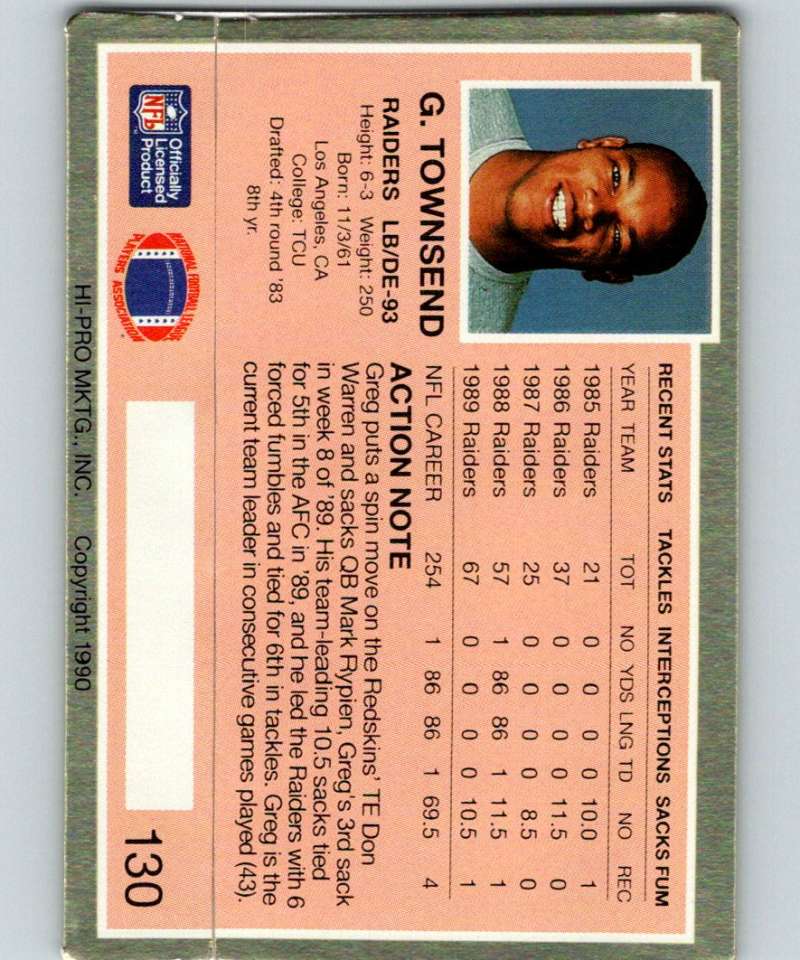 G. TOWNSEND
RAIDERS LB/DE-93
Height: 6-3 Weight: 250
Born: 11/3/61
Los Angeles, CA
College: TCU
Drafted: 4th round '83
8th yr.
NFL
Officially
Licensed
Product
NATIONAL FOOTBALL LEAGUE
PLAYERS ASSOCIATION
RECENT STATS TACKLES INTERCEPTIONS SACKS FUM
YEAR TEAM TOT NO YDS LNG TD NO REC
1985 Raiders 21 0 0 0 0 10.0 1
1986 Raiders 37 0 0 0 0 11.5 0
1987 Raiders 25 0 0 0 0 8.5 0
1988 Raiders 57 1 86 86 1 11.5 1
1989 Raiders 67 0 0 0 0 10.5 1
NFL CAREER 254 1 86 86 1 69.5 4
ACTION NOTE
Greg puts a spin move on the Redskins' TE Don
Warren and sacks QB Mark Rypien, Greg's 3rd sack
in week 8 of '89. His team-leading 10.5 sacks tied
for 5th in the AFC in '89, and he led the Raiders with 6
forced fumbles and tied for 6th in tackles. Greg is the
current team leader in consecutive games played (43).
130
HI-PRO MKTG., INC. Copyright 1990